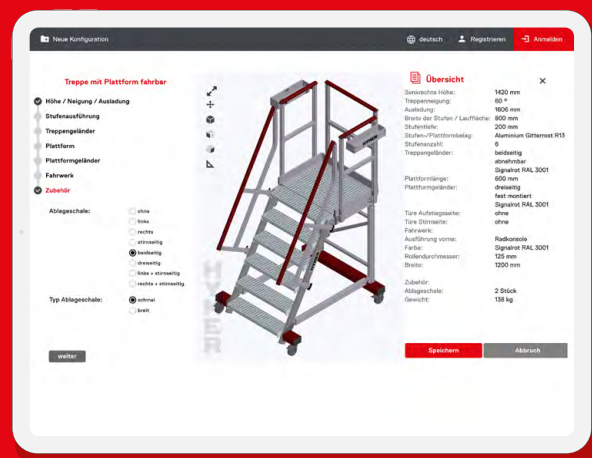 Neue Konfiguration
deutsch
Registrieren
Anmelden
Treppe mit Plattform fahrbar
Höhe / Neigung / Ausladung
Stufenausführung
Treppengeländer
Plattform
Plattformgeländer
Fahrwerk
Zubehör
Ablageschale:
ohne
links
rechts
stirnseitig
beidseitig
dreiseitig
links + stirnseitig
rechts + stirnseitig
Typ Ablageschale:
schmal
breit
weiter
HYMER
Übersicht
Senkrechte Höhe: 1420 mm
Treppenneigung: 60 °
Ausladung: 1606 mm
Breite der Stufen / Lauffläche: 800 mm
Stufentiefe: 200 mm
Stufen-/Plattformbelag: Aluminium Gitterrost R13
Stufenanzahl: 6
Treppengeländer: beidseitig
abnehmbar
Signalrot RAL 3001
Plattformlänge: 600 mm
Plattformgeländer: dreiseitig
fest montiert
Signalrot RAL 3001
Türe Aufstiegsseite: ohne
Türe Stirnseite: ohne
Fahrwerk:
Ausführung vorne: Radkonsole
Farbe: Signalrot RAL 3001
Rollendurchmesser: 125 mm
Breite: 1200 mm
Zubehör:
Ablageschale: 2 Stück
Gewicht: 138 kg
Speichern
Abbruch